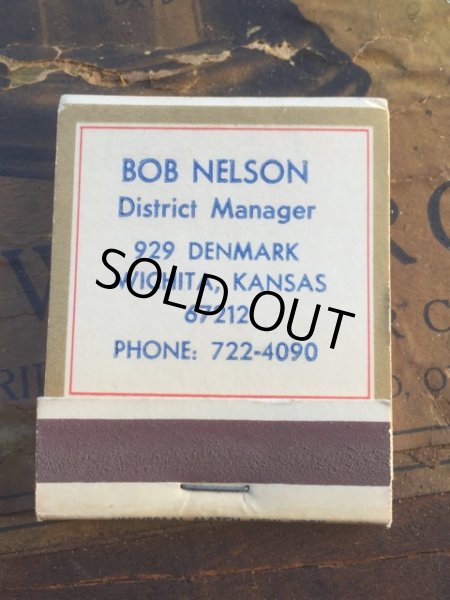 BOB NELSON
District Manager
929 DENMARK
WICHITA, KANSAS
67212
PHONE: 722-4090
SOLD OUT